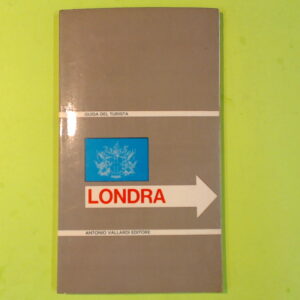 GUIDA DEL TURISTA
LONDRA
ANTONIO VALLARDI EDITORE